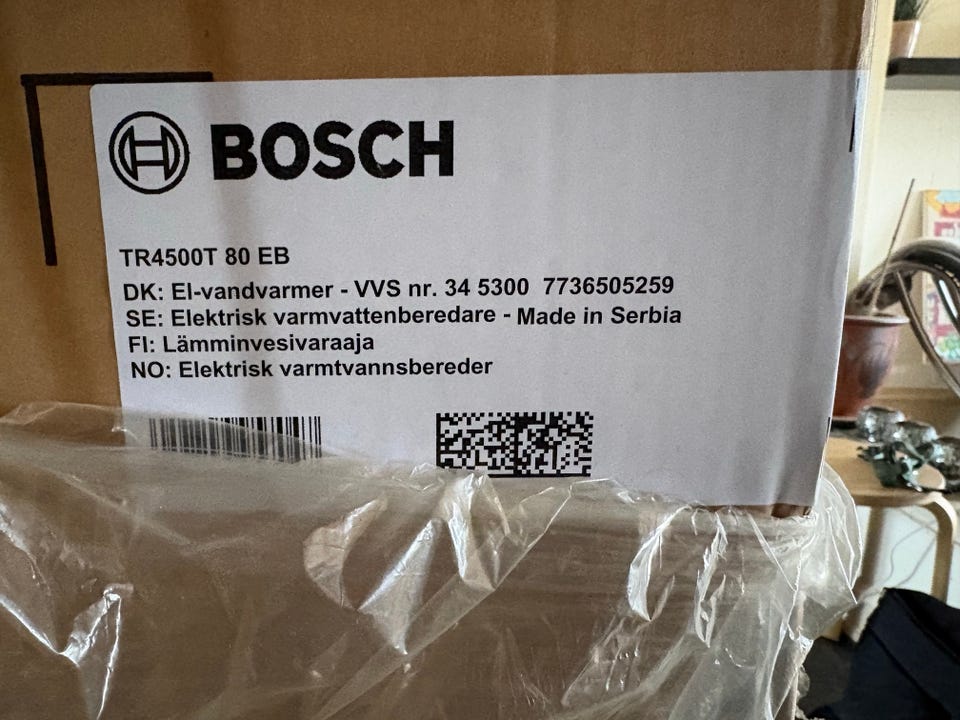 BOSCH
TR4500T 80 EB
DK: El-vandvarmer - VVS nr. 34 5300 7736505259
SE: Elektrisk varmvattenberedare - Made in Serbia
FI: Lämminvesivaraaja
NO: Elektrisk varmtvannsbereder